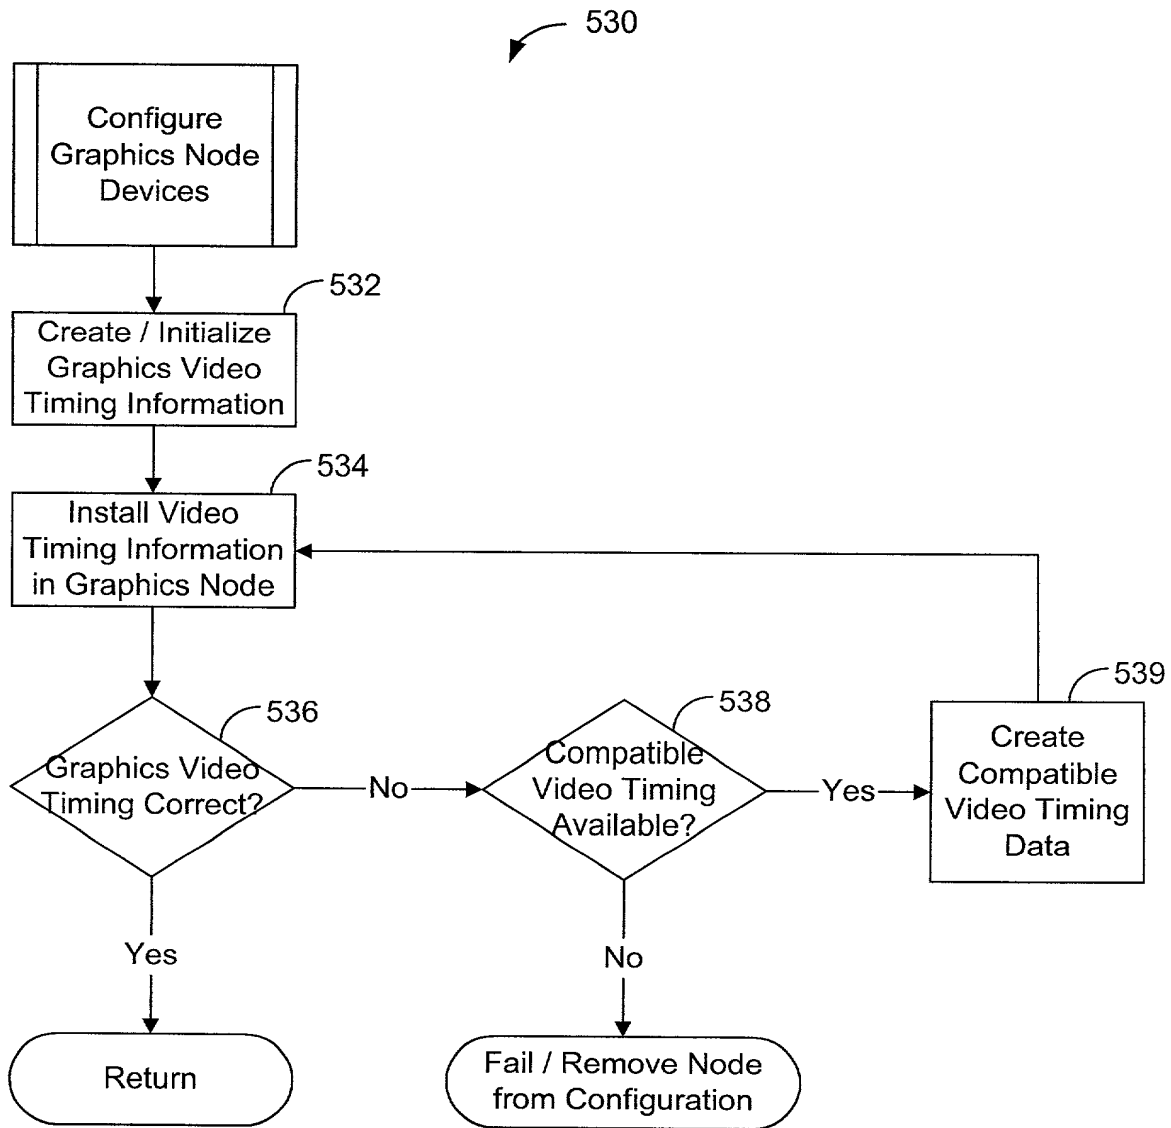 530
Configure
Graphics Node
Devices
532
Create / Initialize
Graphics Video
Timing Information
534
Install Video
Timing Information
in Graphics Node
536
Graphics Video
Timing Correct?
No
538
Compatible
Video Timing
Available?
Yes
539
Create
Compatible
Video Timing
Data
Yes
No
Return
Fail / Remove Node
from Configuration